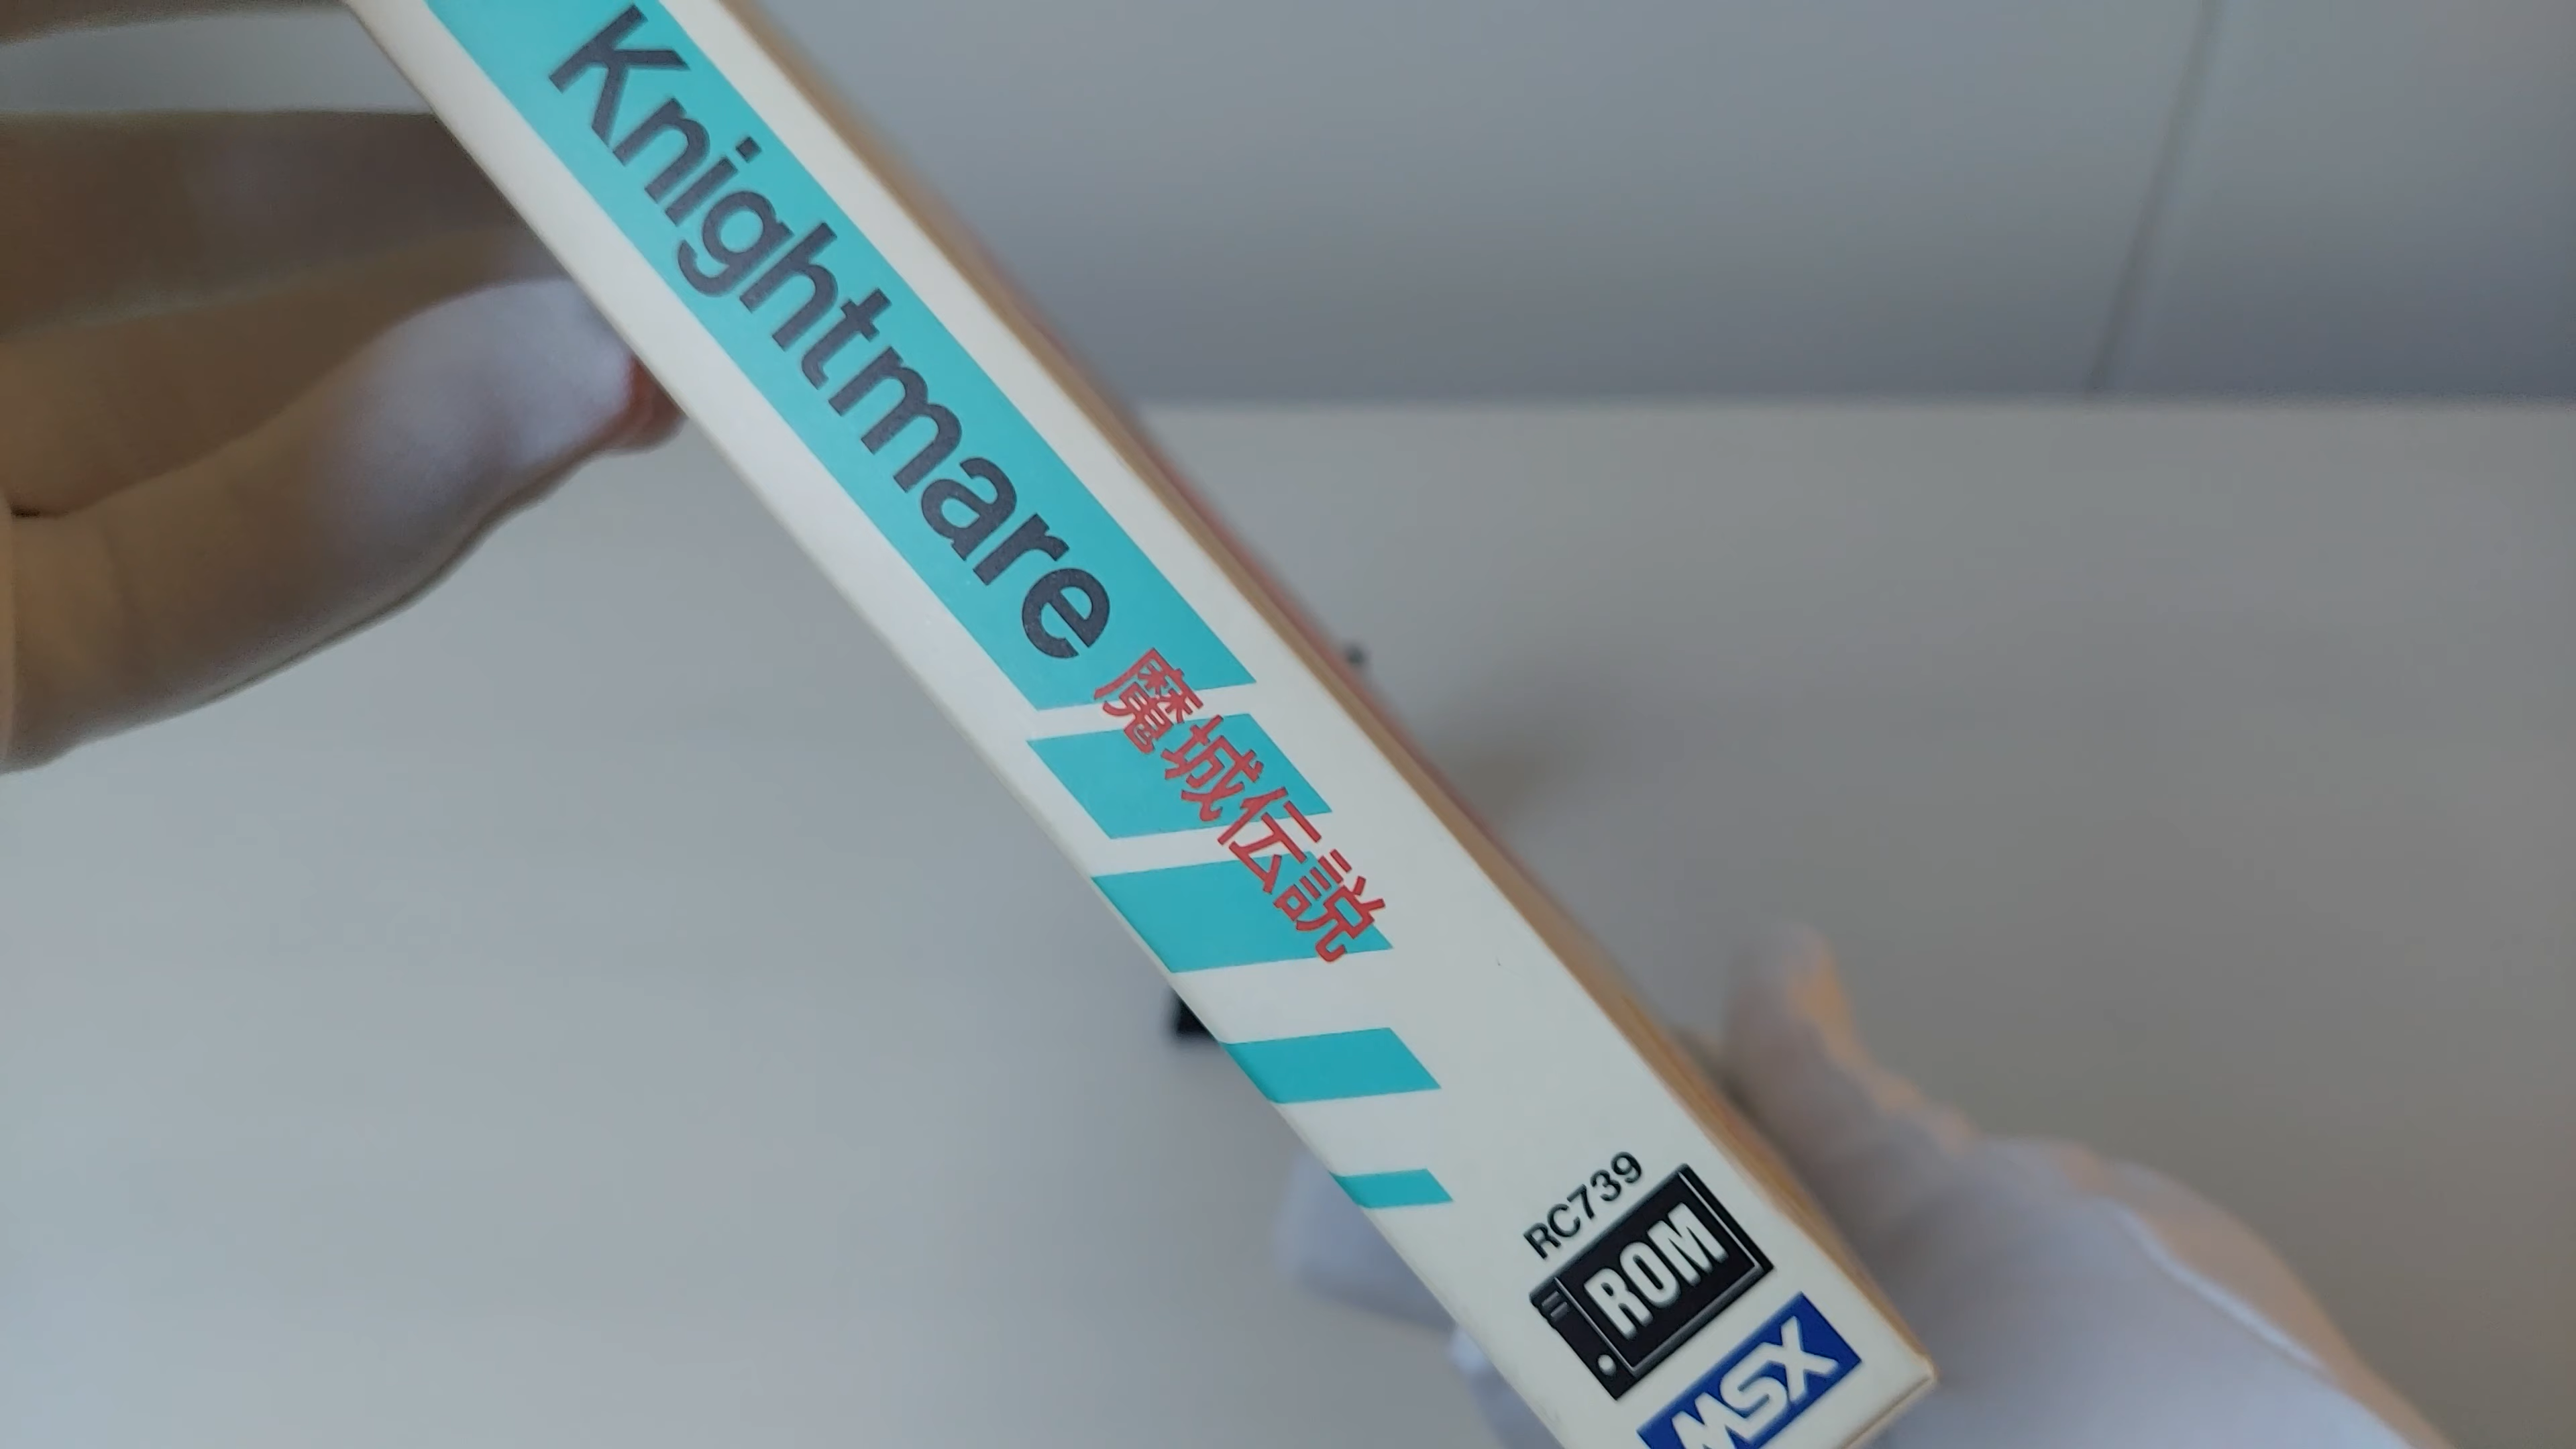 Knightmare 魔城伝説
RC739
ROM
MSX